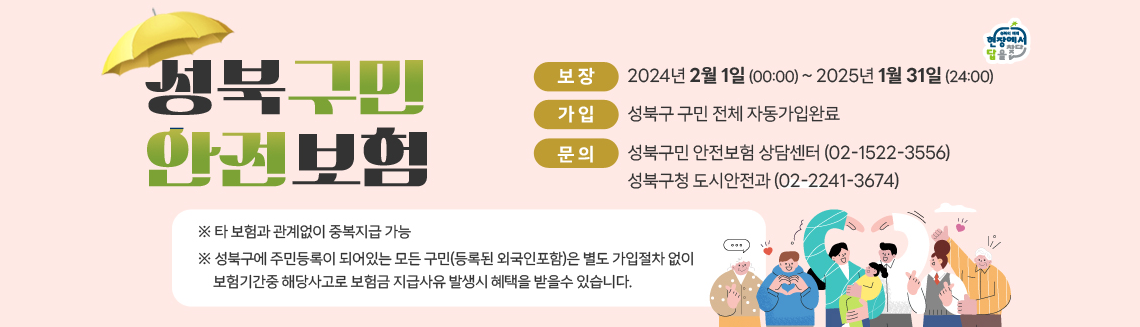 성북구민
안전보험
보장 2024년 2월 1일 (00:00) ~ 2025년 1월 31일 (24:00)
가입 성북구 구민 전체 자동가입완료
문의 성북구민 안전보험 상담센터 (02-1522-3556)
성북구청 도시안전과 (02-2241-3674)
※ 타 보험과 관계없이 중복지급 가능
※ 성북구에 주민등록이 되어있는 모든 구민(등록된 외국인포함)은 별도 가입절차 없이
보험기간중 해당사고로 보험금 지급사유 발생시 혜택을 받을수 있습니다.
현장에서
답을 찾다